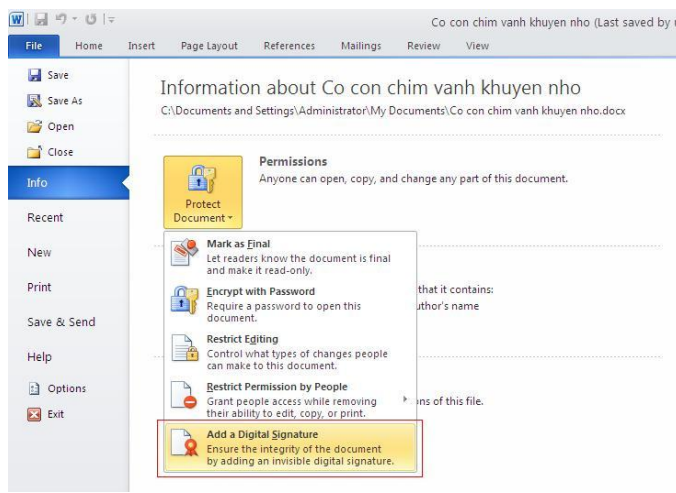 Co con chim vanh khuyen nho (Last saved by
File Home Insert Page Layout References Mailings Review View
Save
Save As
Open
Close
Info
Recent
New
Print
Save & Send
Help
Options
Exit
Information about Co con chim vanh khuyen nho
C:\Documents and Settings\Administrator\My Documents\Co con chim vanh khuyen nho.docx
Permissions
Anyone can open, copy, and change any part of this document.
Protect
Document
Mark as Final
Let readers know the document is final
and make it read-only.
Encrypt with Password
Require a password to open this
document.
Restrict Editing
Control what types of changes people
can make to this document.
Restrict Permission by People
Grant people access while removing
their ability to edit, copy, or print.
Add a Digital Signature
Ensure the integrity of the document
by adding an invisible digital signature.
that it contains:
author's name
ons of this file.